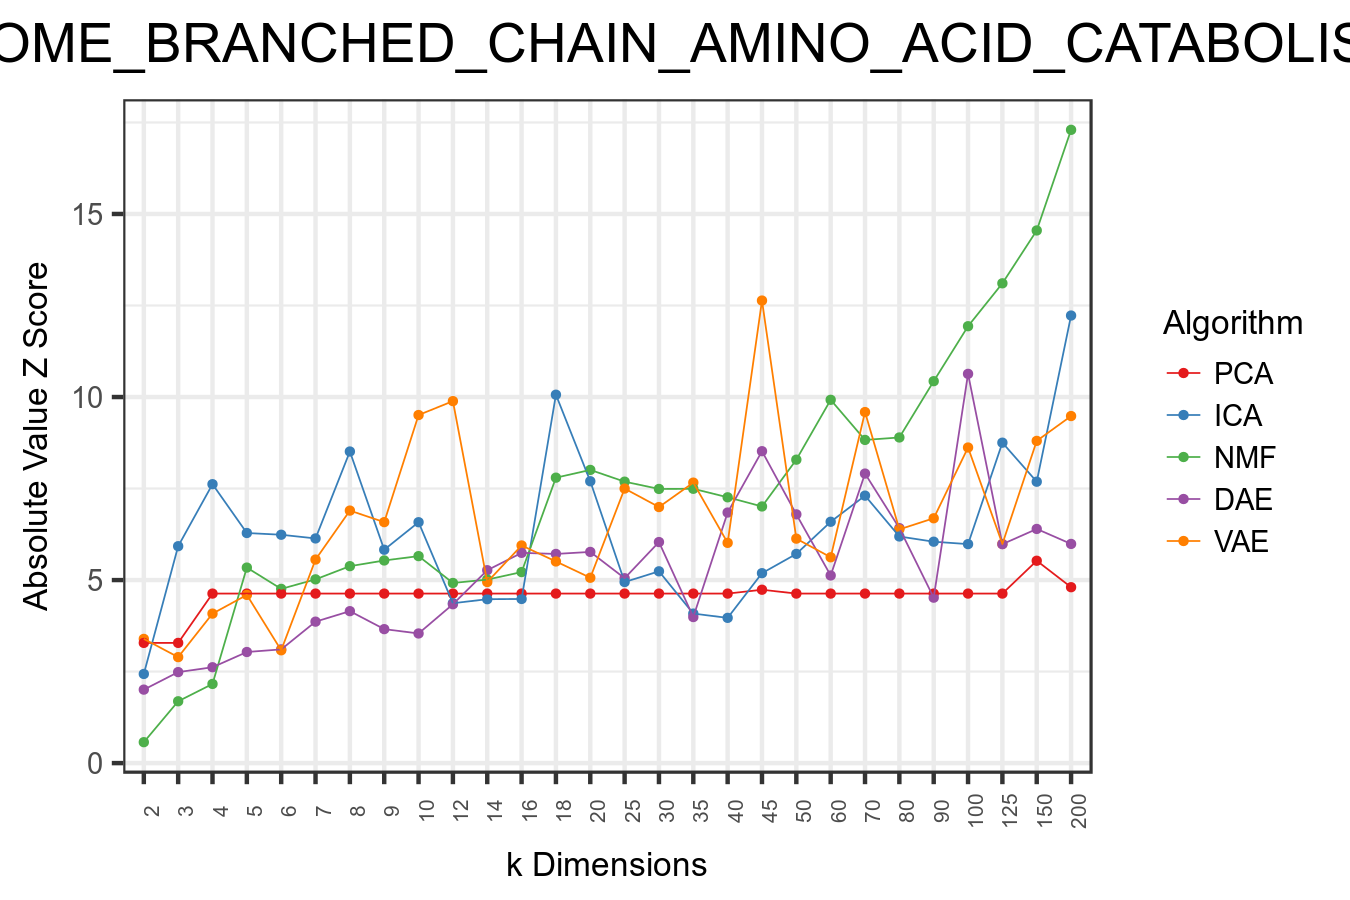 OME_BRANCHED_CHAIN_AMINO_ACID_CATABOLIS
15
10
5
0
Absolute Value Z Score
2 3 4 5 6 7 8 9 10 12 14 16 18 20 25 30 35 40 45 50 60 70 80 90 100 125 150 200
k Dimensions
Algorithm
PCA
ICA
NMF
DAE
VAE